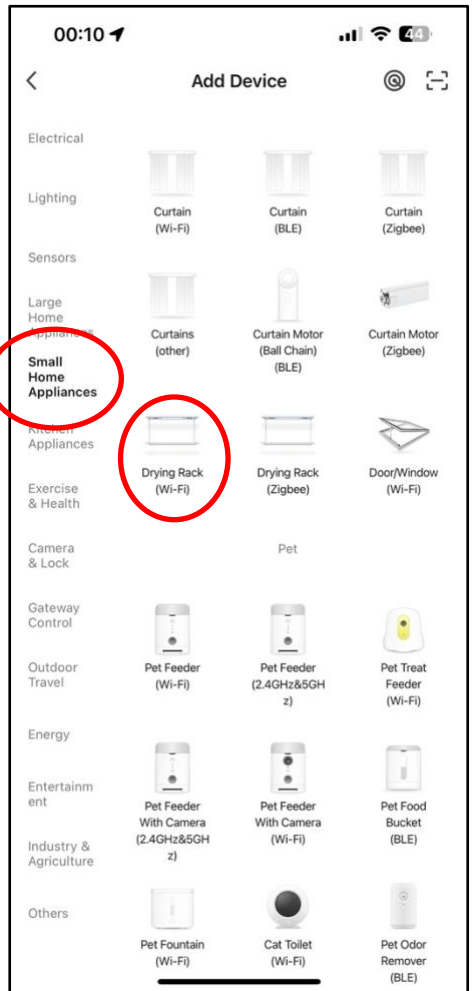 00:10
44
Add Device
Electrical
Lighting
Sensors
Large
Home
Appliances
Small
Home
Appliances
Kitchen
Appliances
Exercise
& Health
Camera
& Lock
Gateway
Control
Outdoor
Travel
Energy
Entertainm
ent
Industry &
Agriculture
Others
Curtain
(Wi-Fi)
Curtain
(BLE)
Curtain
(Zigbee)
Curtains
(other)
Curtain Motor
(Ball Chain)
(BLE)
Curtain Motor
(Zigbee)
Drying Rack
(Wi-Fi)
Drying Rack
(Zigbee)
Door/Window
(Wi-Fi)
Pet
Pet Feeder
(Wi-Fi)
Pet Feeder
(2.4GHz&5GH
z)
Pet Treat
Feeder
(Wi-Fi)
Pet Feeder
With Camera
(2.4GHz&5GH
z)
Pet Feeder
With Camera
(Wi-Fi)
Pet Food
Bucket
(BLE)
Pet Fountain
(Wi-Fi)
Cat Toilet
(Wi-Fi)
Pet Odor
Remover
(BLE)